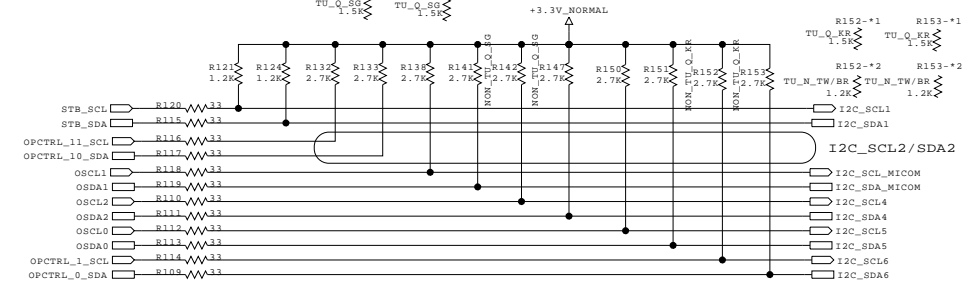 TU_Q_SG
1.5K
TU_Q_SG
1.5K
+3.3V_NORMAL
R152-*1
TU_Q_KR
1.5K
R153-*1
TU_Q_KR
1.5K
R152-*2
TU_N_TW/BR
1.2K
R153-*2
TU_N_TW/BR
1.2K
R121
1.2K
R124
1.2K
R132
2.7K
R133
2.7K
R138
2.7K
R141
2.7K
NON_TU_Q_SG
R142
2.7K
NON_TU_Q_SG
R147
2.7K
R150
2.7K
R151
2.7K
NON_TU_Q_KR
R152
2.7K
NON_TU_Q_KR
R153
2.7K
STB_SCL R120 33 I2C_SCL1
STB_SDA R115 33 I2C_SDA1
OPCTRL_11_SCL R116 33
OPCTRL_10_SDA R117 33
I2C_SCL2/SDA2
OSCL1 R118 33 I2C_SCL_MICOM
OSDA1 R119 33 I2C_SDA_MICOM
OSCL2 R110 33 I2C_SCL4
OSDA2 R111 33 I2C_SDA4
OSCL0 R112 33 I2C_SCL5
OSDA0 R113 33 I2C_SDA5
OPCTRL_1_SCL R114 33 I2C_SCL6
OPCTRL_0_SDA R109 33 I2C_SDA6